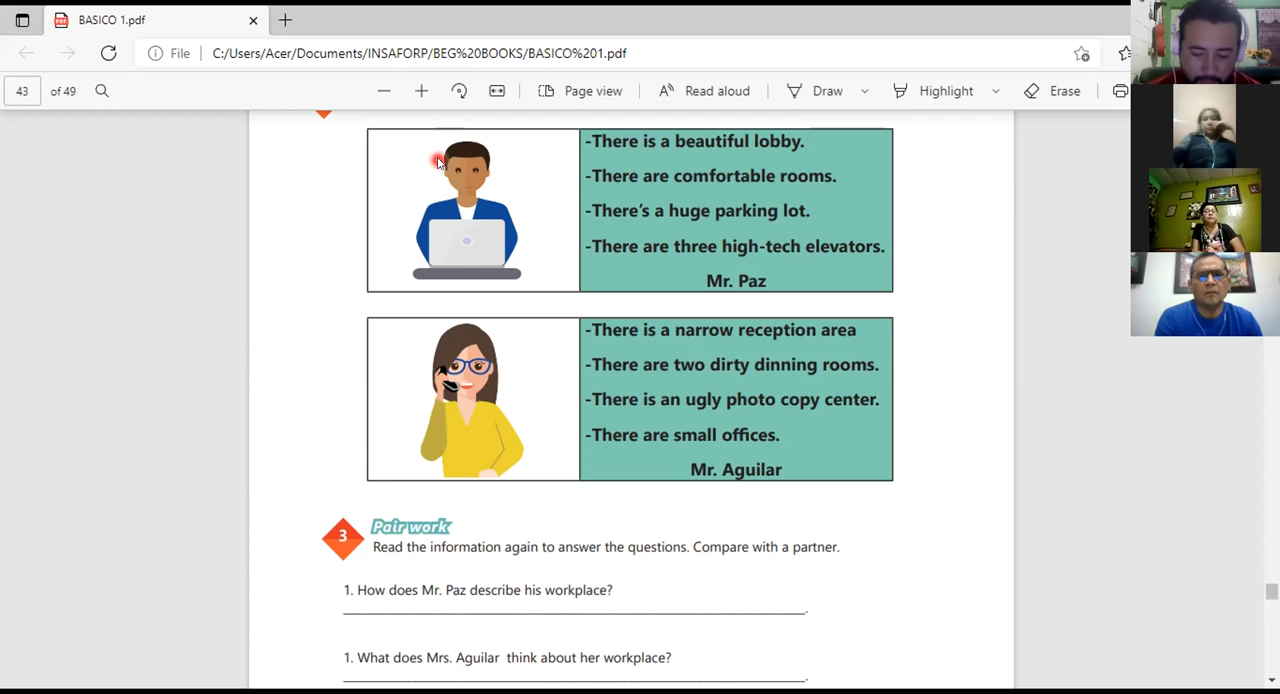 BASICO 1.pdf
File C:/Users/Acer/Documents/INSAFORP/BEG%20BOOKS/BASICO%201.pdf
43 of 49 Page view Read aloud Draw Highlight Erase
-There is a beautiful lobby.
-There are comfortable rooms.
-There's a huge parking lot.
-There are three high-tech elevators.
Mr. Paz
-There is a narrow reception area
-There are two dirty dinning rooms.
-There is an ugly photo copy center.
-There are small offices.
Mr. Aguilar
3 Pair work
Read the information again to answer the questions. Compare with a partner.
1. How does Mr. Paz describe his workplace?
1. What does Mrs. Aguilar think about her workplace?